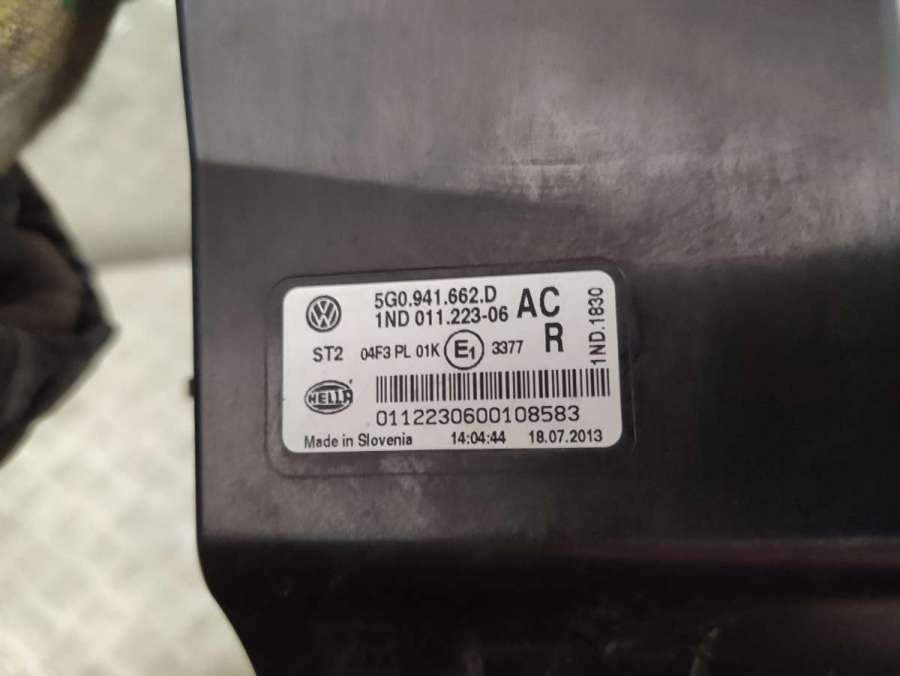 5G0.941.662.D AC
1ND 011.223-06
R
ST2 04F3 PL 01K E1 3377
1ND.1830
HELLA
0112230600108583
Made in Slovenia 14:04:44 18.07.2013